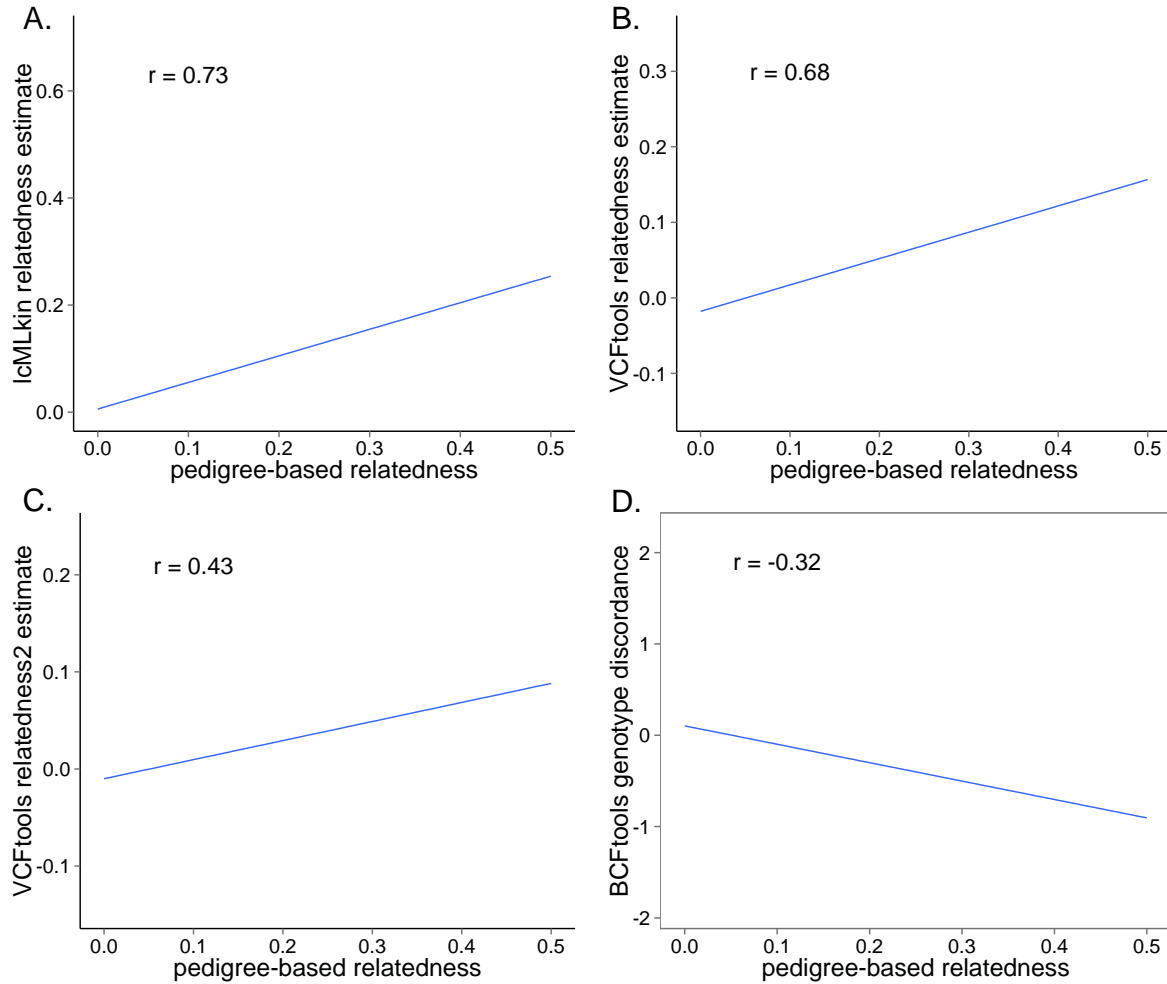 A.
r = 0.73
lcMLkin relatedness estimate
0.6
0.4
0.2
0.0
0.0 0.1 0.2 0.3 0.4 0.5
pedigree-based relatedness
B.
r = 0.68
VCFtools relatedness estimate
0.3
0.2
0.1
0.0
-0.1
0.0 0.1 0.2 0.3 0.4 0.5
pedigree-based relatedness
C.
r = 0.43
VCFtools relatedness2 estimate
0.2
0.1
0.0
-0.1
0.0 0.1 0.2 0.3 0.4 0.5
pedigree-based relatedness
D.
r = -0.32
BCFtools genotype discordance
2
1
0
-1
-2
0.0 0.1 0.2 0.3 0.4 0.5
pedigree-based relatedness